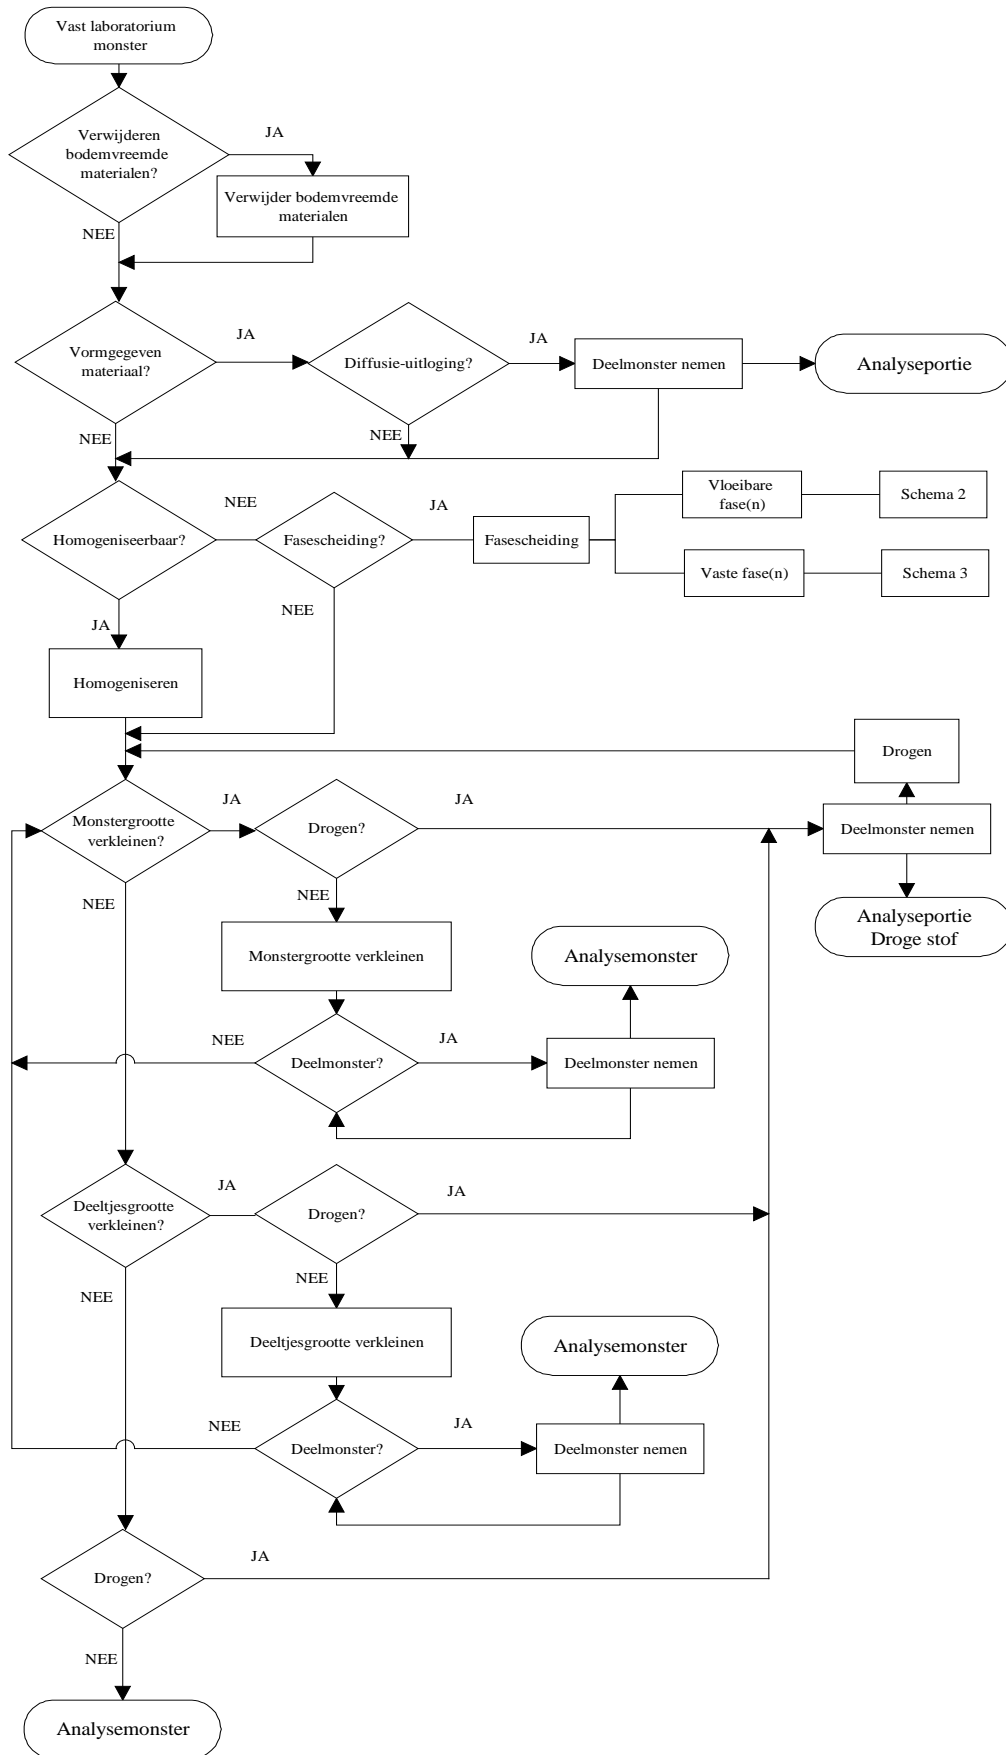 Vast laboratorium
monster
Verwijderen
bodemvreemde
materialen?
JA
Verwijder bodemvreemde
materialen
NEE
Vormgegeven
materiaal?
JA
Diffusie-uitloging?
JA
Deelmonster nemen
Analyseportie
NEE
NEE
Homogeniseerbaar?
NEE
Fasescheiding?
JA
Fasescheiding
Vloeibare
fase(n)
Schema 2
Vaste fase(n)
Schema 3
NEE
JA
Homogeniseren
Drogen
Monstergrootte
verkleinen?
JA
Drogen?
JA
Deelmonster nemen
NEE
NEE
Analyseportie
Droge stof
Monstergrootte verkleinen
Analysemonster
NEE
Deelmonster?
JA
Deelmonster nemen
Deeltjesgrootte
verkleinen?
JA
Drogen?
JA
NEE
NEE
Deeltjesgrootte verkleinen
Analysemonster
NEE
Deelmonster?
JA
Deelmonster nemen
Drogen?
JA
NEE
Analysemonster